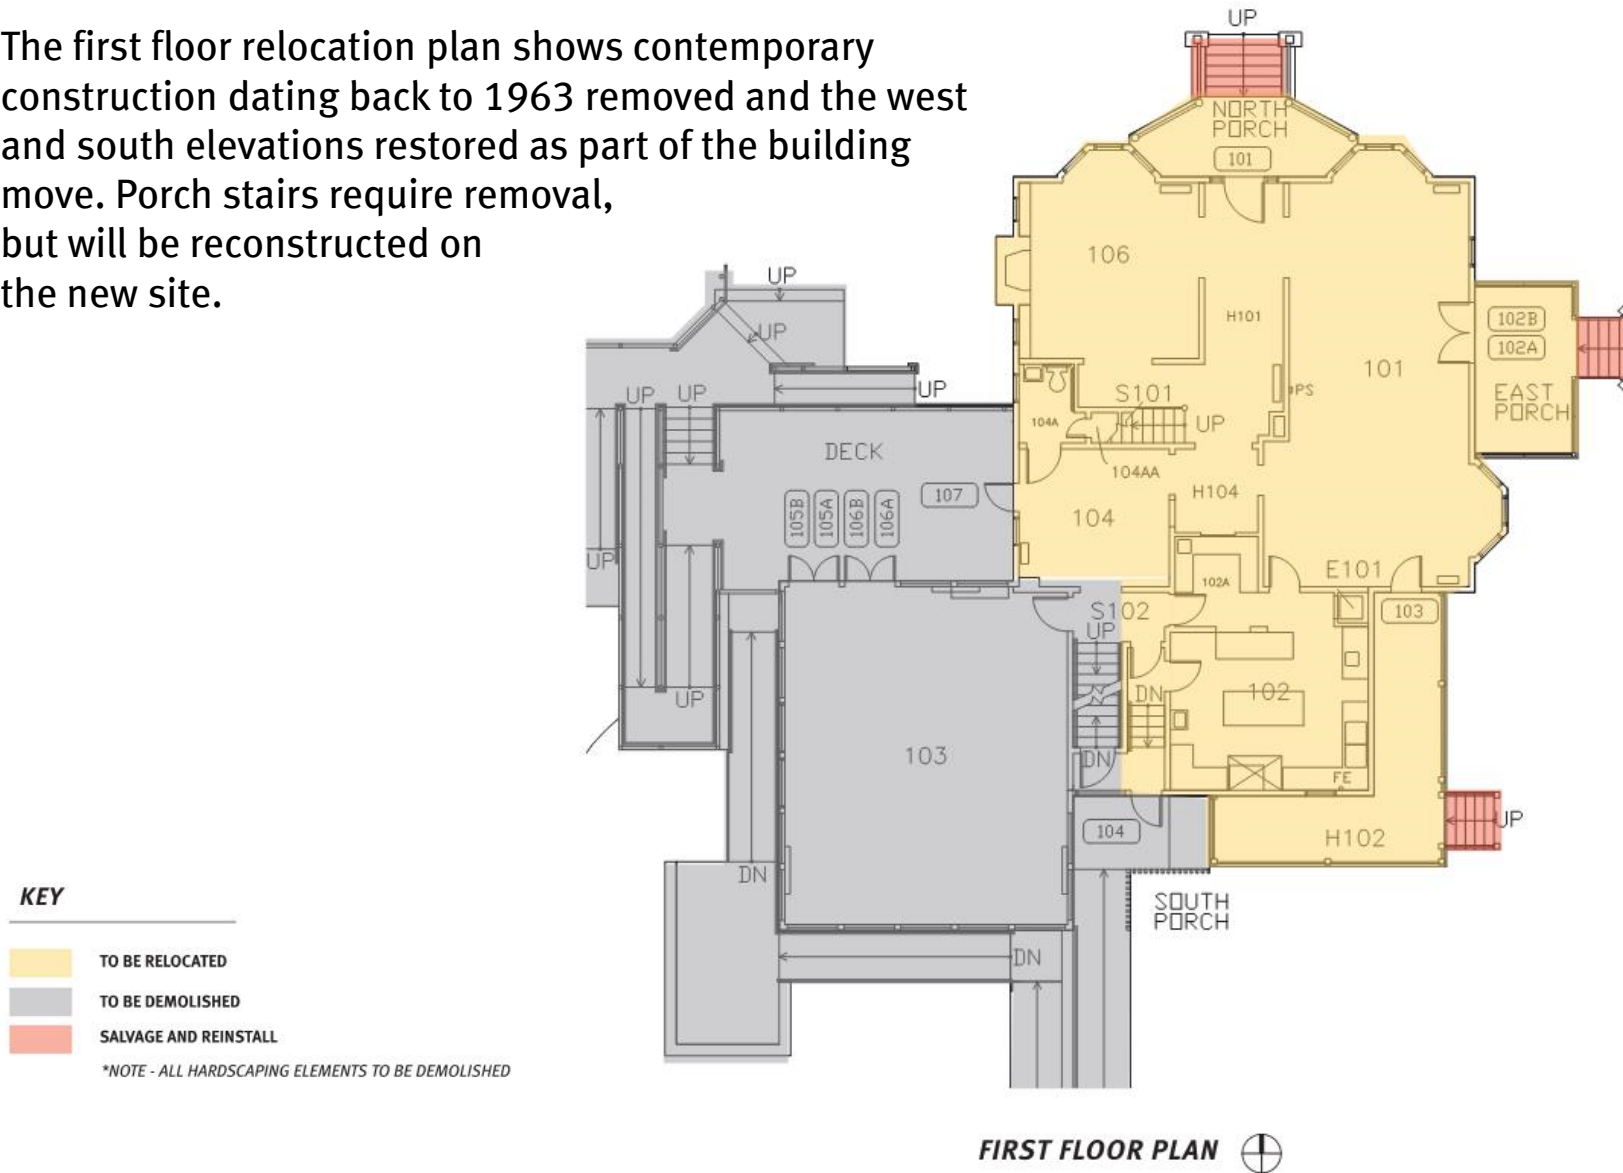 The first floor relocation plan shows contemporary
construction dating back to 1963 removed and the west
and south elevations restored as part of the building
move. Porch stairs require removal,
but will be reconstructed on
the new site.
UP
NORTH
PORCH
101
106
H101
UP
UP
102B
102A
101
EAST
PORCH
PS
UP
UP
UP
S101
UP
104A
104AA
DECK
107
105B
105A
106B
106A
H104
104
UP
E101
102A
103
S102
UP
DN
102
UP
103
DN
FE
UP
104
H102
DN
SOUTH
PORCH
DN
KEY
TO BE RELOCATED
TO BE DEMOLISHED
SALVAGE AND REINSTALL
*NOTE - ALL HARDSCAPING ELEMENTS TO BE DEMOLISHED
FIRST FLOOR PLAN